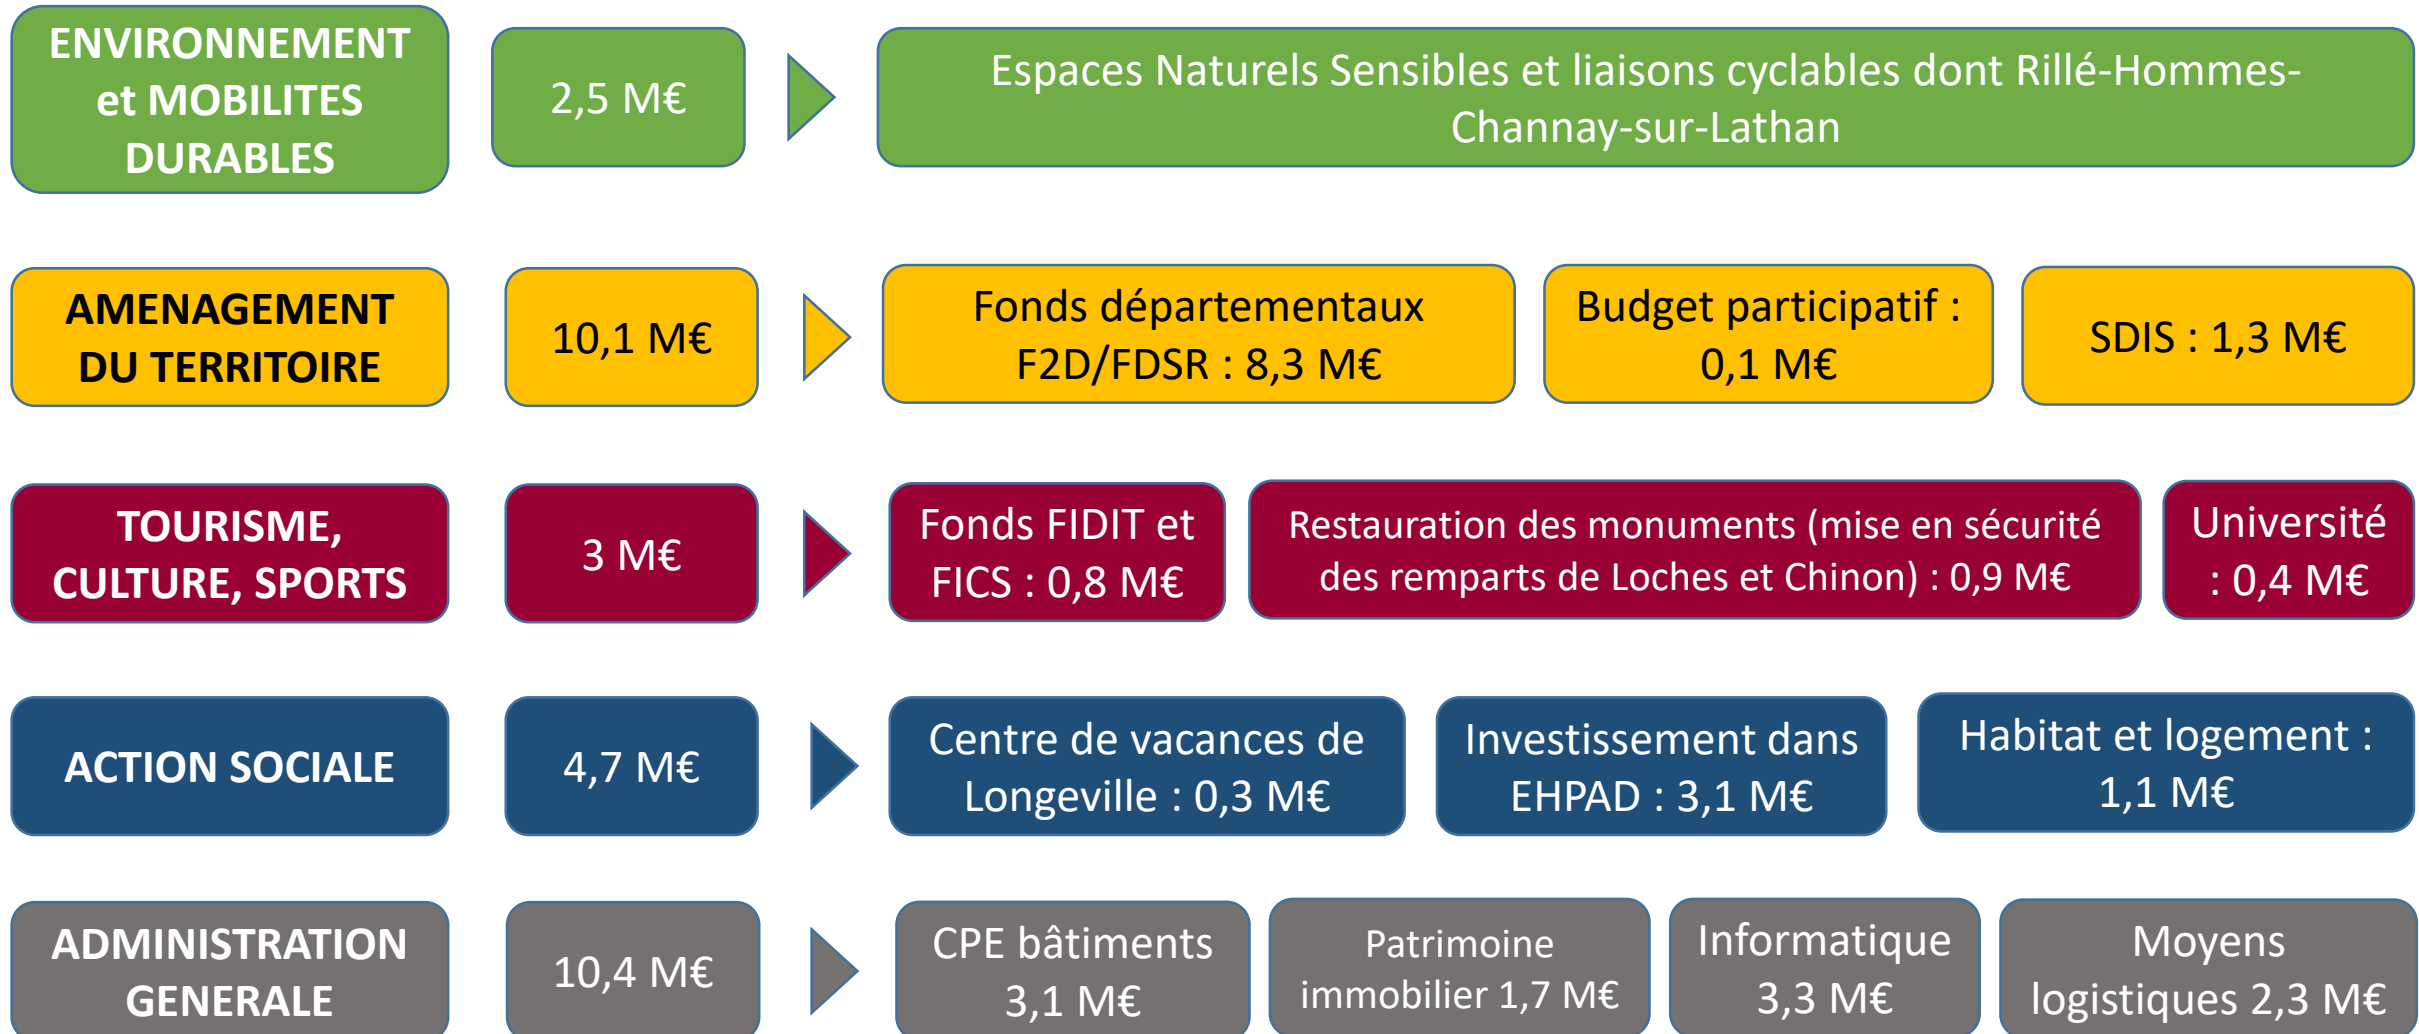 ENVIRONNEMENT
et MOBILITES
DURABLES
2,5 M€
Espaces Naturels Sensibles et liaisons cyclables dont Rillé-Hommes-
Channay-sur-Lathan
AMENAGEMENT
DU TERRITOIRE
10,1 M€
Fonds départementaux
F2D/FDSR : 8,3 M€
Budget participatif :
0,1 M€
SDIS : 1,3 M€
TOURISME,
CULTURE, SPORTS
3 M€
Fonds FIDIT et
FICS : 0,8 M€
Restauration des monuments (mise en sécurité
des remparts de Loches et Chinon) : 0,9 M€
Université
: 0,4 M€
ACTION SOCIALE
4,7 M€
Centre de vacances de
Longeville : 0,3 M€
Investissement dans
EHPAD : 3,1 M€
Habitat et logement :
1,1 M€
ADMINISTRATION
GENERALE
10,4 M€
CPE bâtiments
3,1 M€
Patrimoine
immobilier 1,7 M€
Informatique
3,3 M€
Moyens
logistiques 2,3 M€